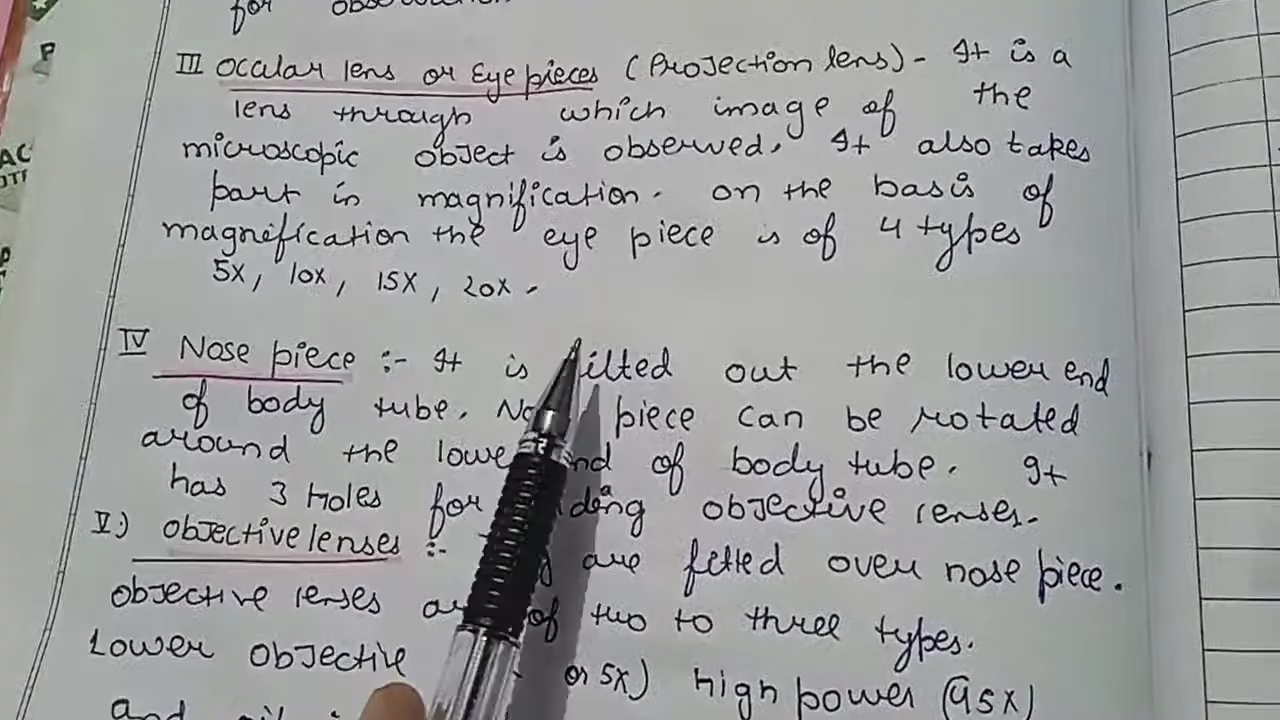 for
III Ocular lens or Eye pieces (Projection lens) - It is a
lens through which image of the
microscopic object is observed. It also takes
part in magnification. on the basis of
magnification the eye piece is of 4 types
5x, 10x, 15x, 20x.
IV Nose piece :- It is out the lower end
of body tube. piece can be rotated
around the of body tube. It
has 3 Holes for objective lenses.
V.) Objective lenses :- are over nose piece.
objective lenses of two to three types.
Lower objective or 5x) high power (45x)
and